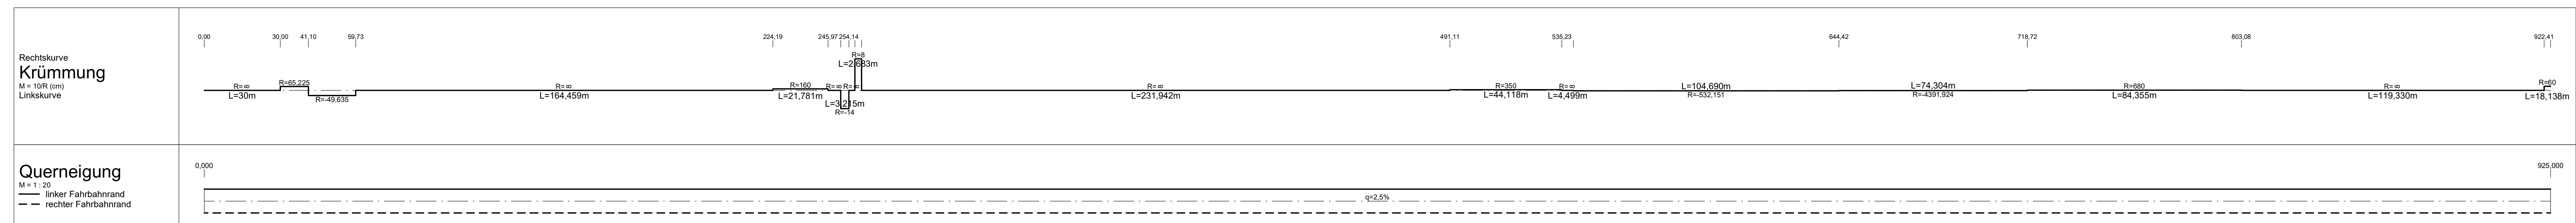 0,00 30,00 41,10 59,73 224,19 245,97 254,14 491,11 535,23 644,42 718,72 803,08 922,41
Rechtskurve
Krümmung
M = 10/R (cm)
Linkskurve
R=8
L=2,683m
R=∞ R=65,225 R=∞ R=160 R=∞ R=∞ R=∞ R=350 R=∞ L=104,690m L=74,304m R=680 R=∞ R=60
L=30m R=-49,635 L=164,459m L=21,781m L=231,942m L=44,118m L=4,499m R=-532,151 R=-4391,924 L=84,355m L=119,330m L=18,138m
L=3,215m
R=-14
Querneigung
M = 1 : 20
linker Fahrbahnrand
rechter Fahrbahnrand
0,000 925,000
q=2,5%